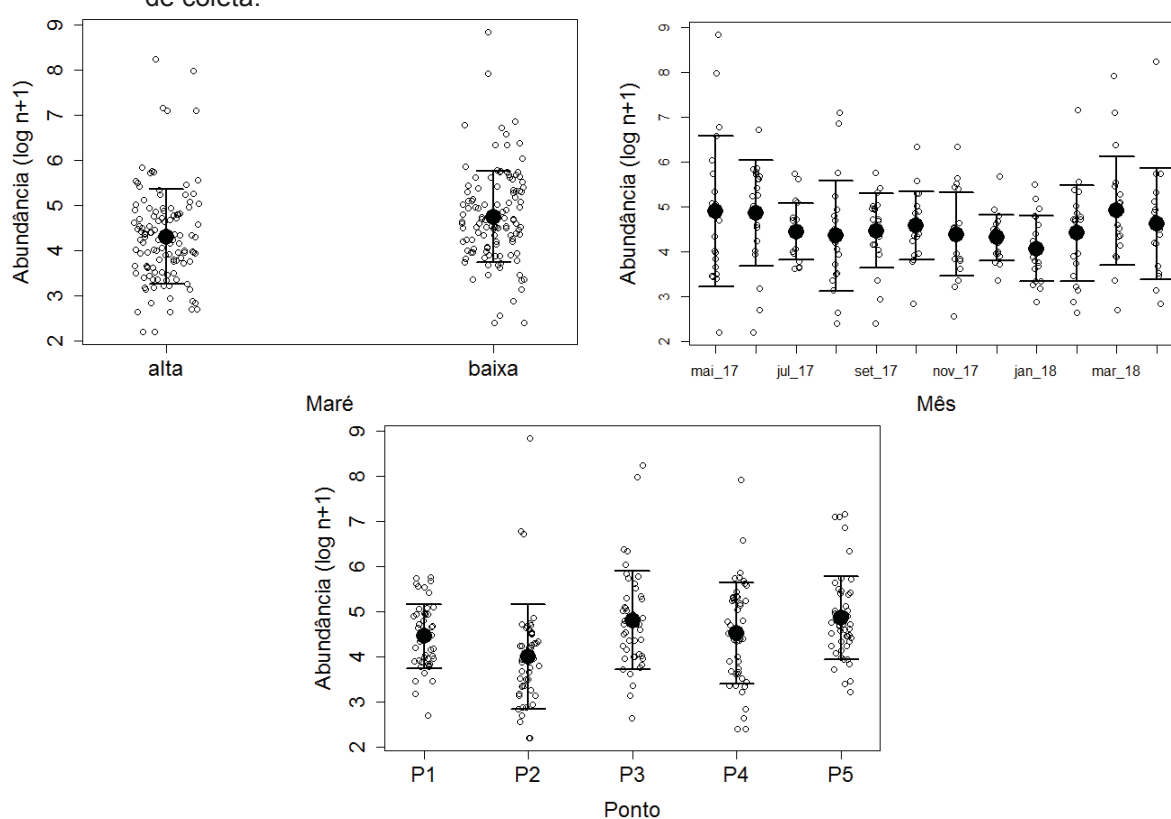 de coleta.
Abundância (log n+1)
9
8
7
6
5
4
3
2
alta
baixa
Maré
Abundância (log n+1)
9
8
7
6
5
4
3
2
mai_17
jul_17
set_17
nov_17
jan_18
mar_18
Mês
Abundância (log n+1)
9
8
7
6
5
4
3
2
P1
P2
P3
P4
P5
Ponto